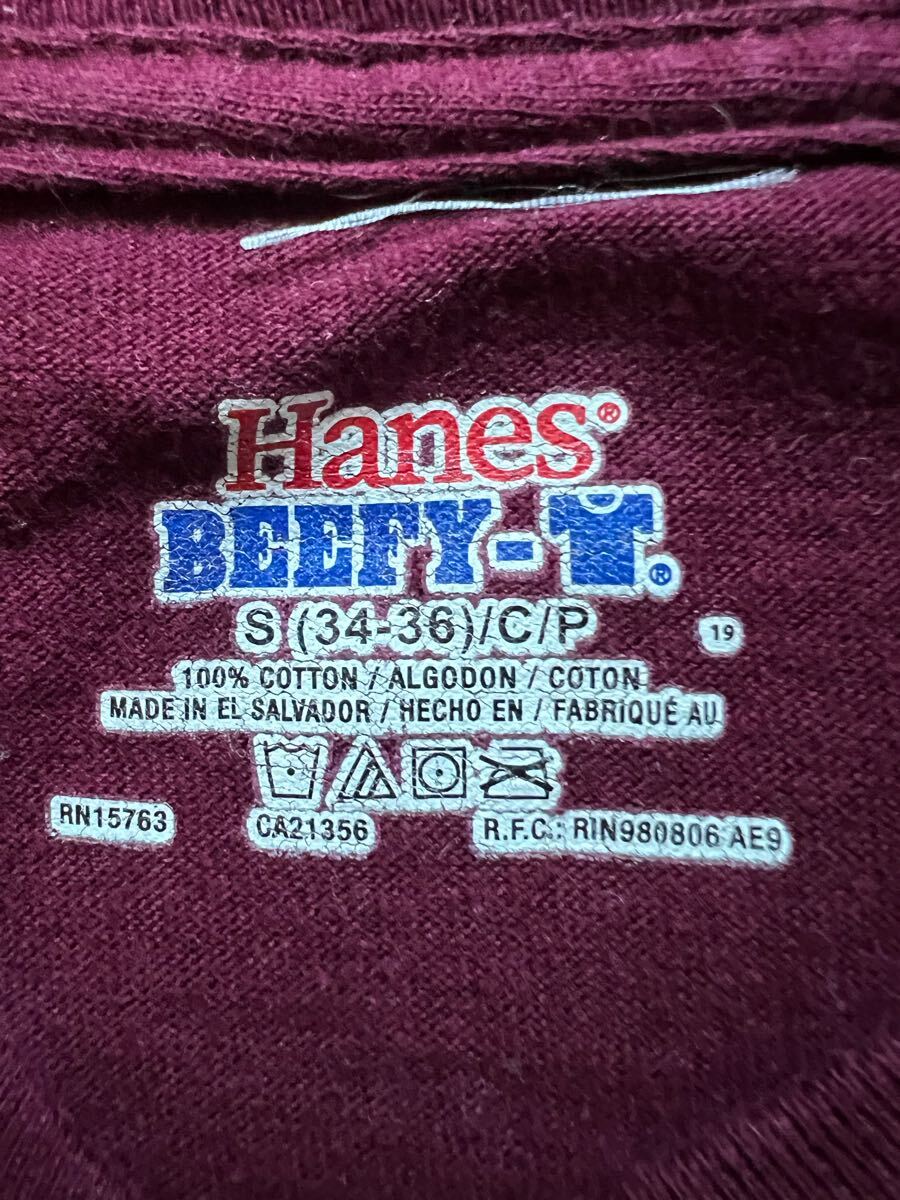 Hanes®
BEEFY-T®
S (34-36)/C/P 19
100% COTTON / ALGODON / COTON
MADE IN EL SALVADOR / HECHO EN / FABRIQUÉ AU
RN15763 CA21356 R.F.C.: RIN980806 AE9